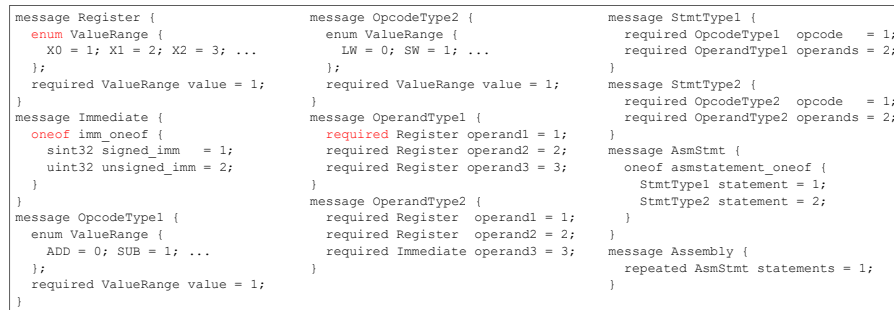 message Register {
  enum ValueRange {
    X0 = 1; X1 = 2; X2 = 3; ...
  };
  required ValueRange value = 1;
}
message Immediate {
  oneof imm_oneof {
    sint32 signed_imm   = 1;
    uint32 unsigned_imm = 2;
  }
}
message OpcodeType1 {
  enum ValueRange {
    ADD = 0; SUB = 1; ...
  };
  required ValueRange value = 1;
}
message OpcodeType2 {
  enum ValueRange {
    LW = 0; SW = 1; ...
  };
  required ValueRange value = 1;
}
message OperandType1 {
  required Register operand1 = 1;
  required Register operand2 = 2;
  required Register operand3 = 3;
}
message OperandType2 {
  required Register  operand1 = 1;
  required Register  operand2 = 2;
  required Immediate operand3 = 3;
}
message StmtType1 {
  required OpcodeType1  opcode   = 1;
  required OperandType1 operands = 2;
}
message StmtType2 {
  required OpcodeType2  opcode   = 1;
  required OperandType2 operands = 2;
}
message AsmStmt {
  oneof asmstatement_oneof {
    StmtType1 statement = 1;
    StmtType2 statement = 2;
  }
}
message Assembly {
  repeated AsmStmt statements = 1;
}